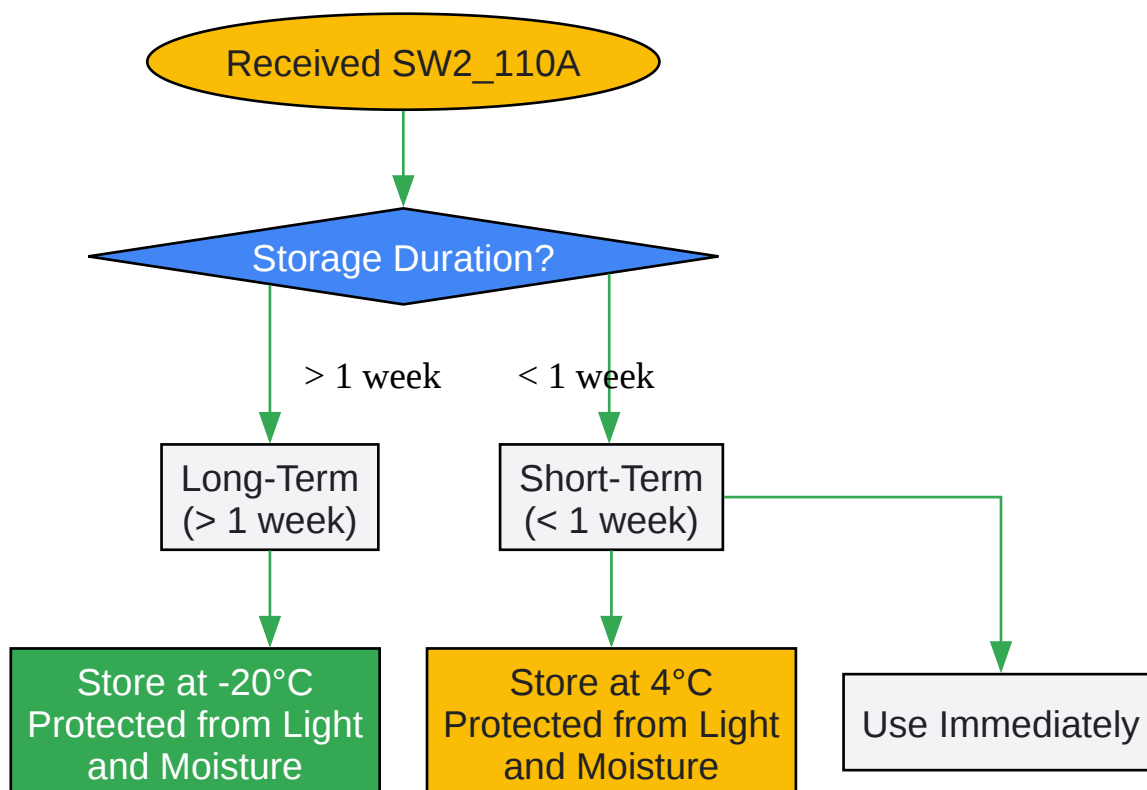 Received SW2_110A
Storage Duration?
> 1 week
< 1 week
Long-Term
(> 1 week)
Short-Term
(< 1 week)
Store at -20°C
Protected from Light
and Moisture
Store at 4°C
Protected from Light
and Moisture
Use Immediately